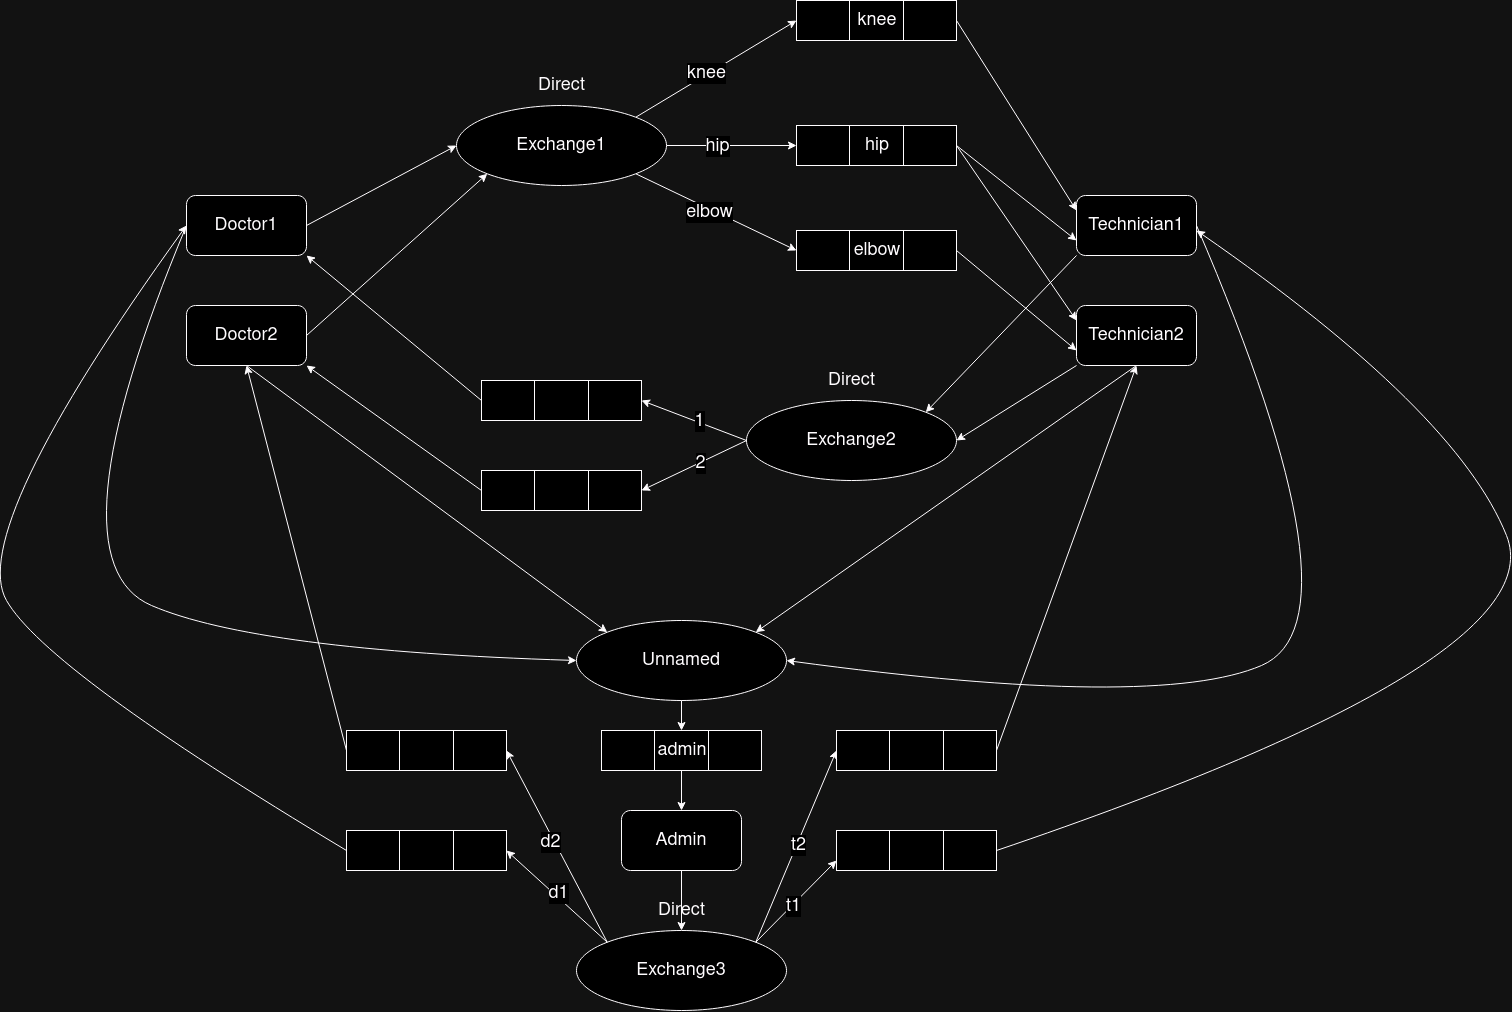 knee
knee
Direct
Exchange1
hip
hip
elbow
elbow
Doctor1
Technician1
Doctor2
Technician2
Direct
1
Exchange2
2
Unnamed
admin
Admin
d2
t2
d1
t1
Direct
Exchange3